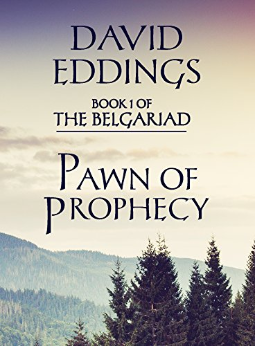 DAVID
EDDINGS
BOOK 1 OF
THE BELGARIAD
PAWN OF
PROPHECY